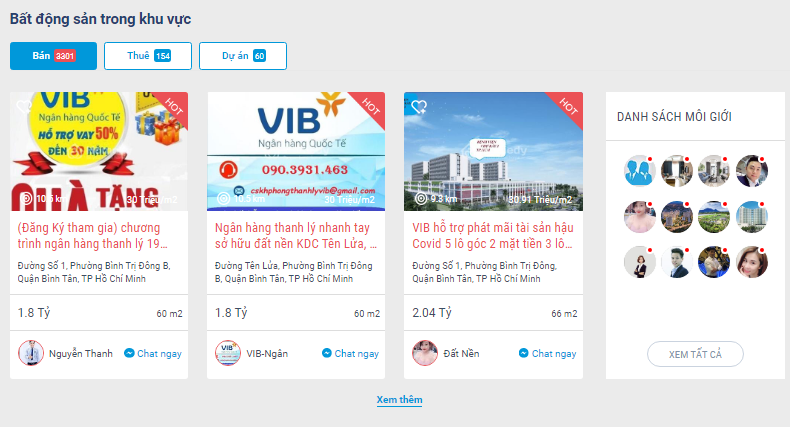 Bất động sản trong khu vực
Bán 3301
Thuê 154
Dự án 60
HOT
VIB
Ngân hàng Quốc Tế
HỖ TRỢ VAY 50%
ĐẾN 30 NĂM
QUÀ TẶNG
10.6 km
30 Triệu/m2
(Đăng Ký tham gia) chương
trình ngân hàng thanh lý 19...
Đường Số 1, Phường Bình Trị Đông B,
Quận Bình Tân, TP Hồ Chí Minh
1.8 Tỷ 60 m2
Nguyễn Thanh Chat ngay
HOT
VIB
Ngân hàng Quốc Tế
090.3931.463
cskhphongthanhlyvib@gmail.com
30 Triệu/m2
Ngân hàng thanh lý nhanh tay
sở hữu đất nền KDC Tên Lửa, ...
Đường Tên Lửa, Phường Bình Trị Đông
B, Quận Bình Tân, TP Hồ Chí Minh
1.8 Tỷ 60 m2
VIB-Ngân Chat ngay
HOT
9.3 km
30.91 Triệu/m2
VIB hỗ trợ phát mãi tài sản hậu
Covid 5 lô góc 2 mặt tiền 3 lô...
Đường Số 1, Phường Bình Trị Đông,
Quận Bình Tân, TP Hồ Chí Minh
2.04 Tỷ 66 m2
Đất Nền Chat ngay
DANH SÁCH MÔI GIỚI
XEM TẤT CẢ
Xem thêm